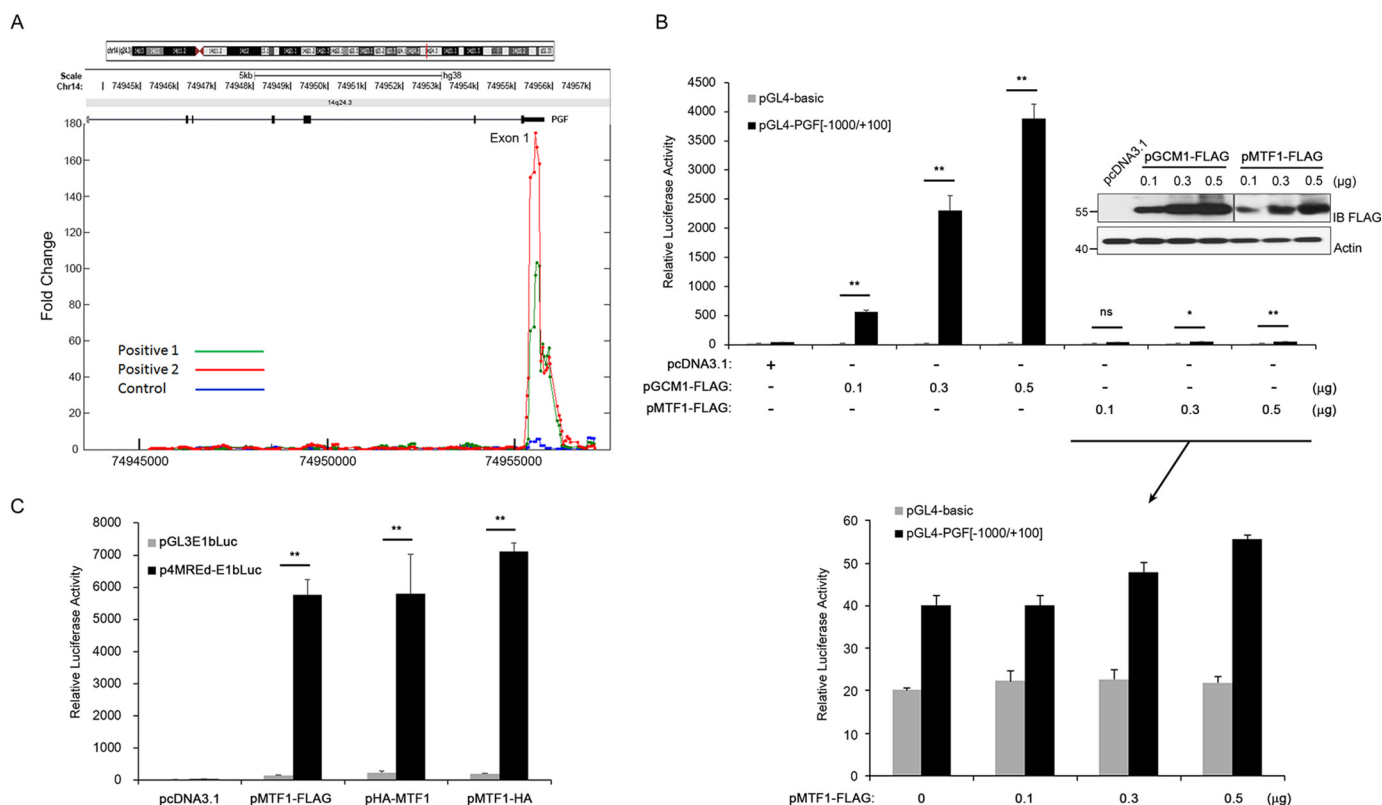 A
chr14 (q24.3)
Scale 5kb hg38
Chr14: 74945k 74946k 74947k 74948k 74949k 74950k 74951k 74952k 74953k 74954k 74955k 74956k 74957k
14q24.3
PGF
Exon 1
180
160
140
120
100
80
60
40
20
0
Fold Change
Positive 1
Positive 2
Control
74945000 74950000 74955000
B
4500
4000
3500
3000
2500
2000
1500
1000
500
0
Relative Luciferase Activity
pGL4-basic
pGL4-PGF[-1000/+100]
** ** ** ns * **
pcDNA3.1 pGCM1-FLAG pMTF1-FLAG
0.1 0.3 0.5 0.1 0.3 0.5 (µg)
55 IB FLAG
40 Actin
pcDNA3.1: + - - - - - -
pGCM1-FLAG: - 0.1 0.3 0.5 - - - (µg)
pMTF1-FLAG: - - - - 0.1 0.3 0.5 (µg)
60
50
40
30
20
10
0
Relative Luciferase Activity
pGL4-basic
pGL4-PGF[-1000/+100]
pMTF1-FLAG: 0 0.1 0.3 0.5 (µg)
C
8000
7000
6000
5000
4000
3000
2000
1000
0
Relative Luciferase Activity
pGL3E1bLuc
p4MREd-E1bLuc
** ** **
pcDNA3.1 pMTF1-FLAG pHA-MTF1 pMTF1-HA